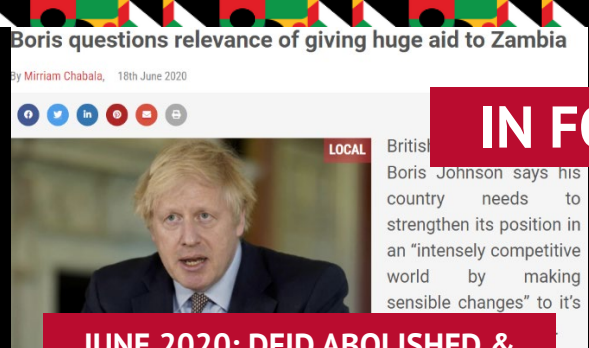 Boris questions relevance of giving huge aid to Zambia
By Mirriam Chabala, 18th June 2020
LOCAL
IN
British
Boris Johnson says his
country needs to
strengthen its position in
an “intensely competitive
world by making
sensible changes” to it’s
JUNE 2020: DFID ABOLISHED &